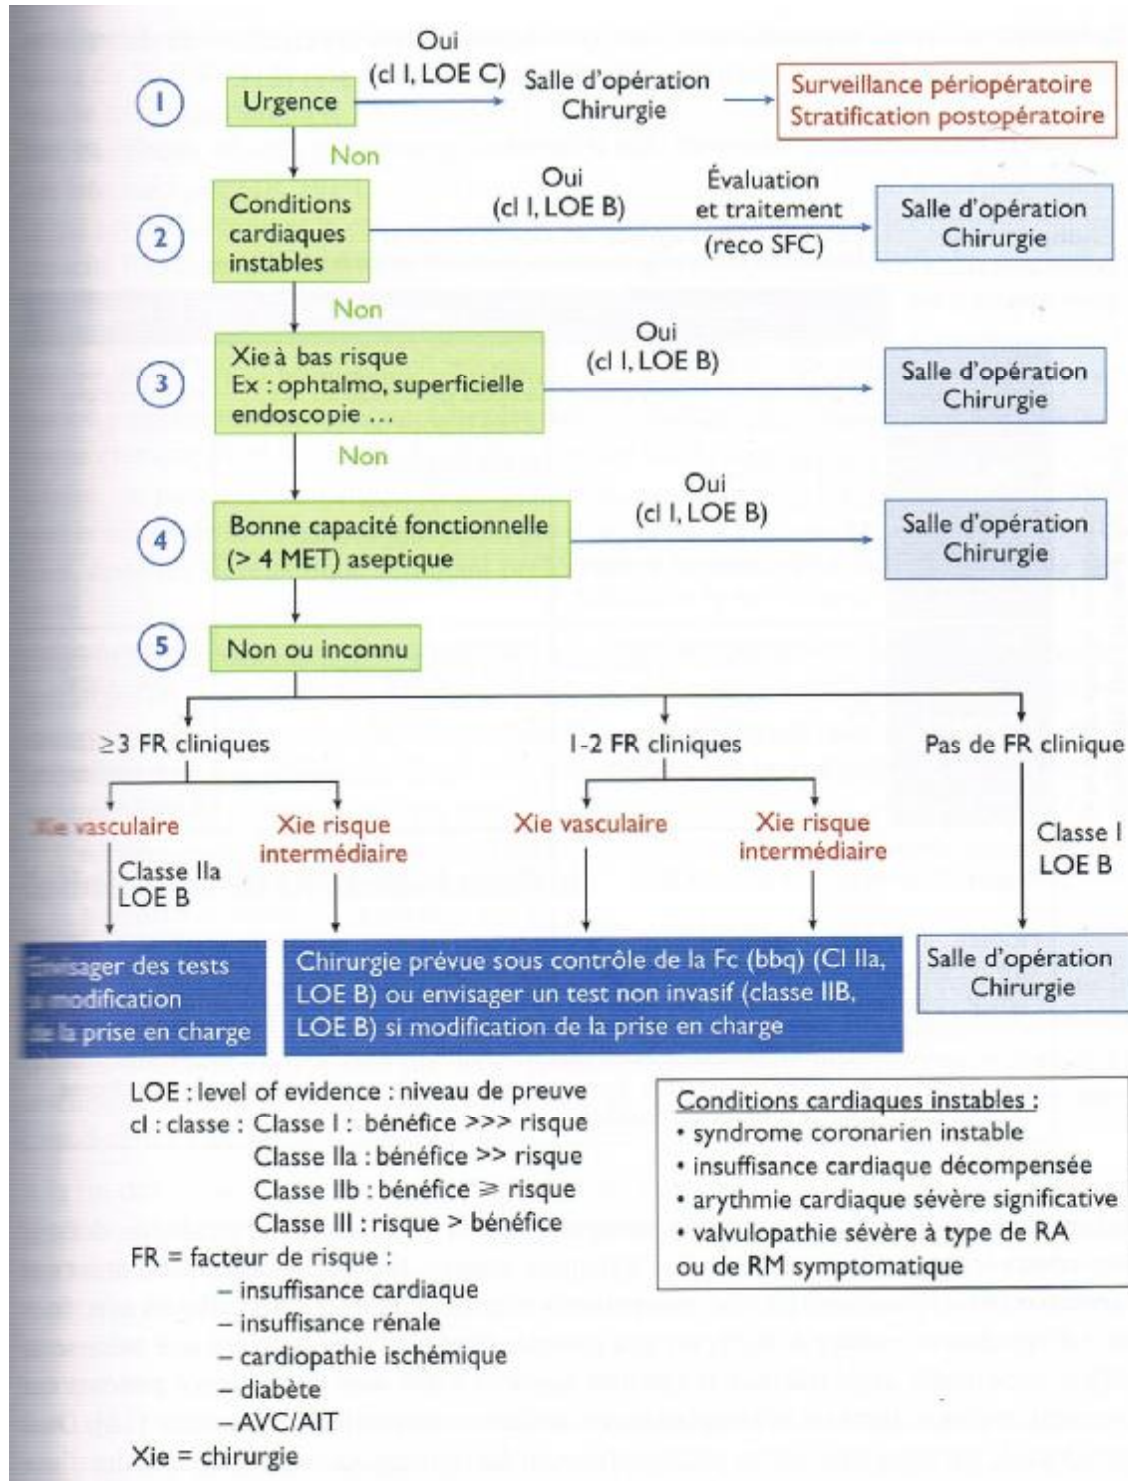 Oui
(cl I, LOE C)
1
Urgence
Salle d'opération
Chirurgie
Surveillance périopératoire
Stratification postopératoire
Non
2
Conditions
cardiaques
instables
Oui
(cl I, LOE B)
Évaluation
et traitement
(reco SFC)
Salle d'opération
Chirurgie
Non
3
Xie à bas risque
Ex : ophtalmo, superficielle
endoscopie ...
Oui
(cl I, LOE B)
Salle d'opération
Chirurgie
Non
4
Bonne capacité fonctionnelle
(> 4 MET) aseptique
Oui
(cl I, LOE B)
Salle d'opération
Chirurgie
5
Non ou inconnu
≥3 FR cliniques
1-2 FR cliniques
Pas de FR clinique
Xie vasculaire
Xie risque
intermédiaire
Xie vasculaire
Xie risque
intermédiaire
Classe IIa
LOE B
Classe I
LOE B
Envisager des tests
si modification
de la prise en charge
Chirurgie prévue sous contrôle de la Fc (bbq) (Cl IIa,
LOE B) ou envisager un test non invasif (classe IIB,
LOE B) si modification de la prise en charge
Salle d'opération
Chirurgie
LOE : level of evidence : niveau de preuve
cl : classe : Classe I : bénéfice >>> risque
Classe IIa : bénéfice >> risque
Classe IIb : bénéfice ⩾ risque
Classe III : risque > bénéfice
FR = facteur de risque :
– insuffisance cardiaque
– insuffisance rénale
– cardiopathie ischémique
– diabète
– AVC/AIT
Xie = chirurgie
Conditions cardiaques instables :
• syndrome coronarien instable
• insuffisance cardiaque décompensée
• arythmie cardiaque sévère significative
• valvulopathie sévère à type de RA
ou de RM symptomatique